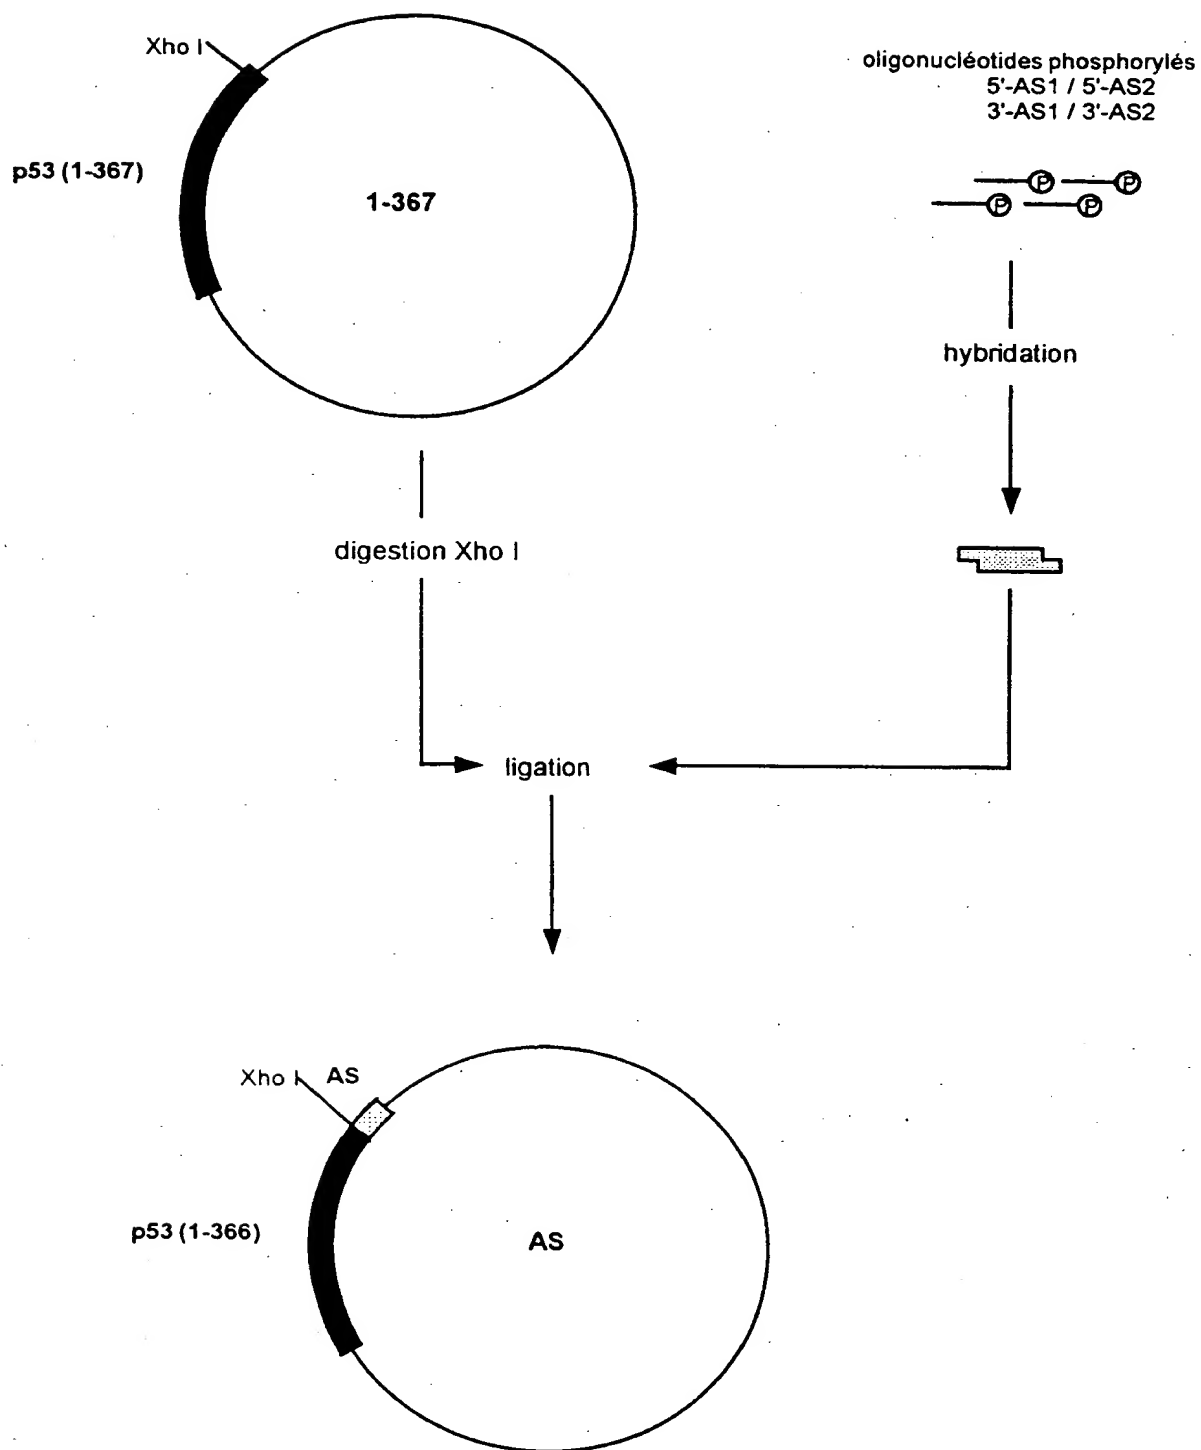 Xho I
p53 (1-367)
1-367
oligonucléotides phosphorylés
5'-AS1 / 5'-AS2
3'-AS1 / 3'-AS2
P P
P P
hybridation
digestion Xho I
ligation
Xho I AS
p53 (1-366)
AS